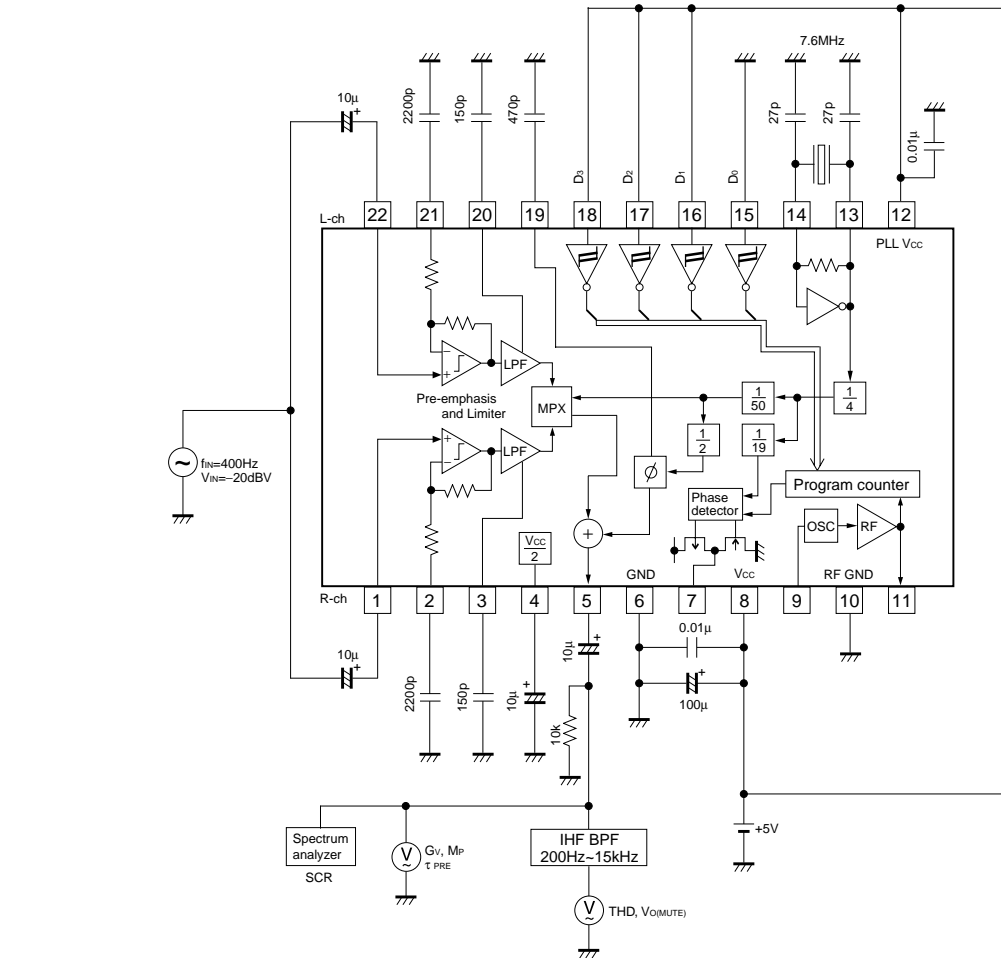 7.6MHz
10µ
+
2200p
150p
470p
27p
27p
0.01µ
D3
D2
D1
D0
L-ch
22
21
20
19
18
17
16
15
14
13
12
PLL Vcc
−
+
LPF
Pre-emphasis
and Limiter
MPX
1
50
1
4
1
2
1
19
fIN=400Hz
VIN=−20dBV
+
−
LPF
ϕ
Phase
detector
Program counter
OSC
RF
Vcc
2
+
GND
Vcc
RF GND
R-ch
1
2
3
4
5
6
7
8
9
10
11
10µ
+
2200p
150p
10µ
+
10µ
+
10k
0.01µ
+
100µ
+5V
Spectrum
analyzer
SCR
V
GV, MP
τ PRE
IHF BPF
200Hz~15kHz
V
THD, VO(MUTE)